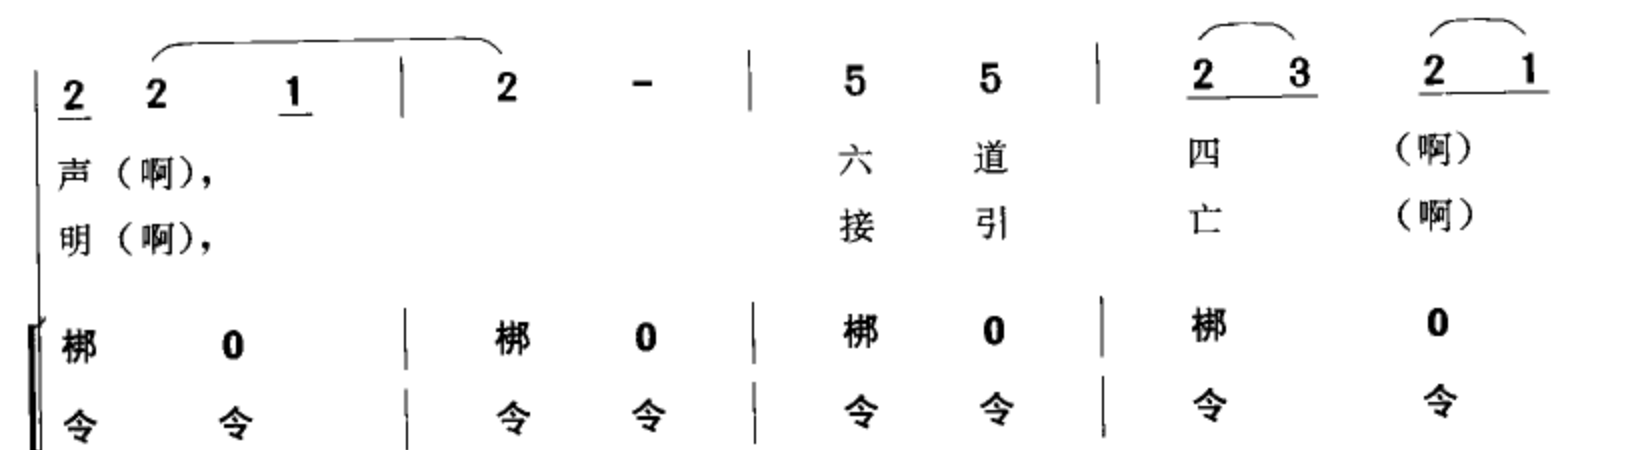 2 2 1 | 2 - | 5 5 | 2 3 2 1
声（啊）， 六 道 四 （啊）
明（啊）， 接 引 亡 （啊）
梆 0 | 梆 0 | 梆 0 | 梆 0
令 令 | 令 令 | 令 令 | 令 令